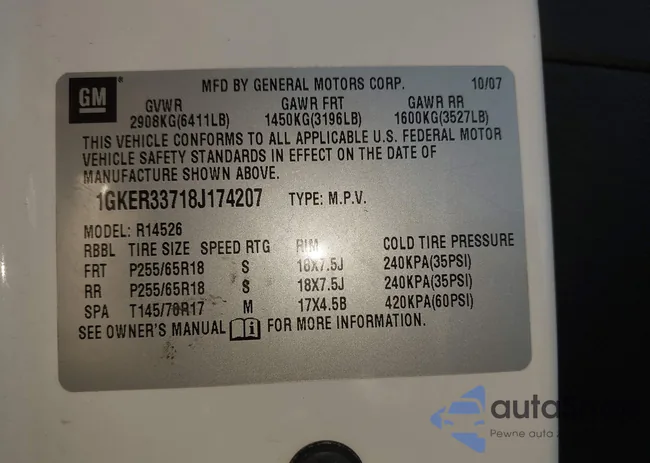 GM
MFD BY GENERAL MOTORS CORP. 10/07
GVWR GAWR FRT GAWR RR
2908KG(6411LB) 1450KG(3196LB) 1600KG(3527LB)
THIS VEHICLE CONFORMS TO ALL APPLICABLE U.S. FEDERAL MOTOR
VEHICLE SAFETY STANDARDS IN EFFECT ON THE DATE OF
MANUFACTURE SHOWN ABOVE.
1GKER33718J174207 TYPE: M.P.V.
MODEL: R14526
RBBL TIRE SIZE SPEED RTG RIM COLD TIRE PRESSURE
FRT P255/65R18 S 18X7.5J 240KPA(35PSI)
RR P255/65R18 S 18X7.5J 240KPA(35PSI)
SPA T145/70R17 M 17X4.5B 420KPA(60PSI)
SEE OWNER'S MANUAL FOR MORE INFORMATION.
Pewne auto